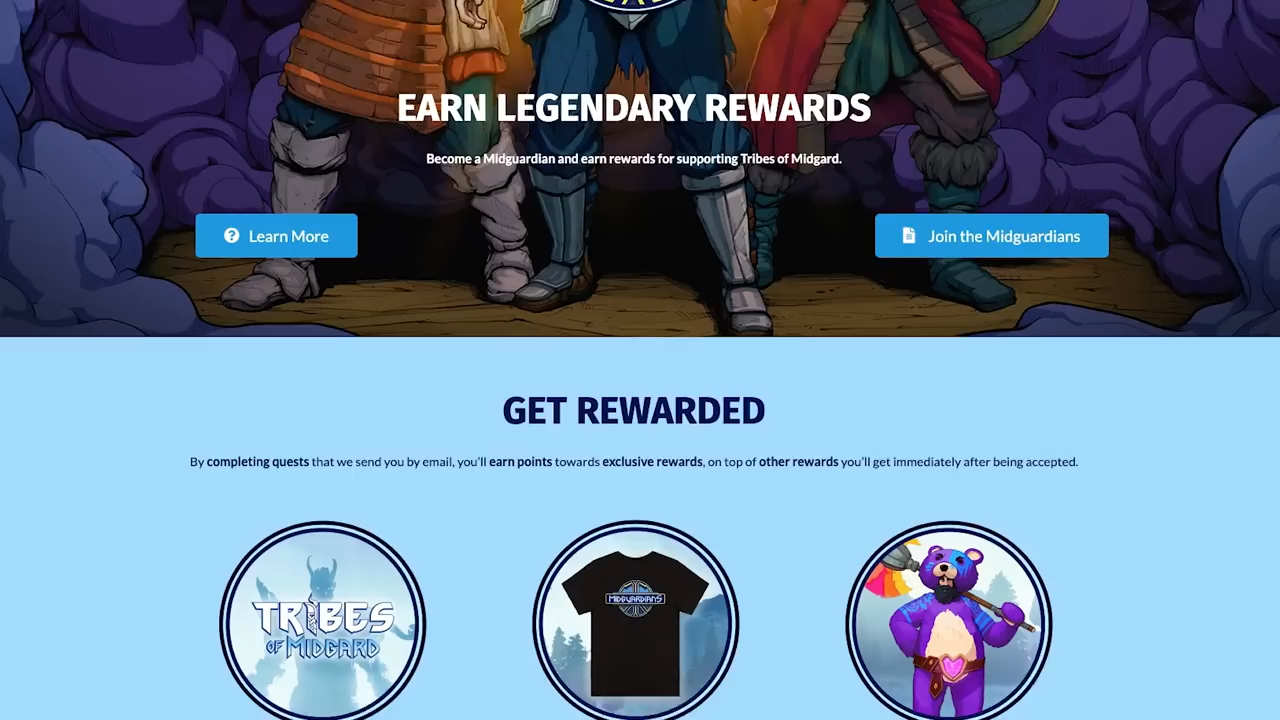 EARN LEGENDARY REWARDS
Become a Midguardian and earn rewards for supporting Tribes of Midgard.
Learn More
Join the Midguardians
GET REWARDED
By completing quests that we send you by email, you'll earn points towards exclusive rewards, on top of other rewards you'll get immediately after being accepted.
TRIBES
OF MIDGARD
MIDGUARDIANS